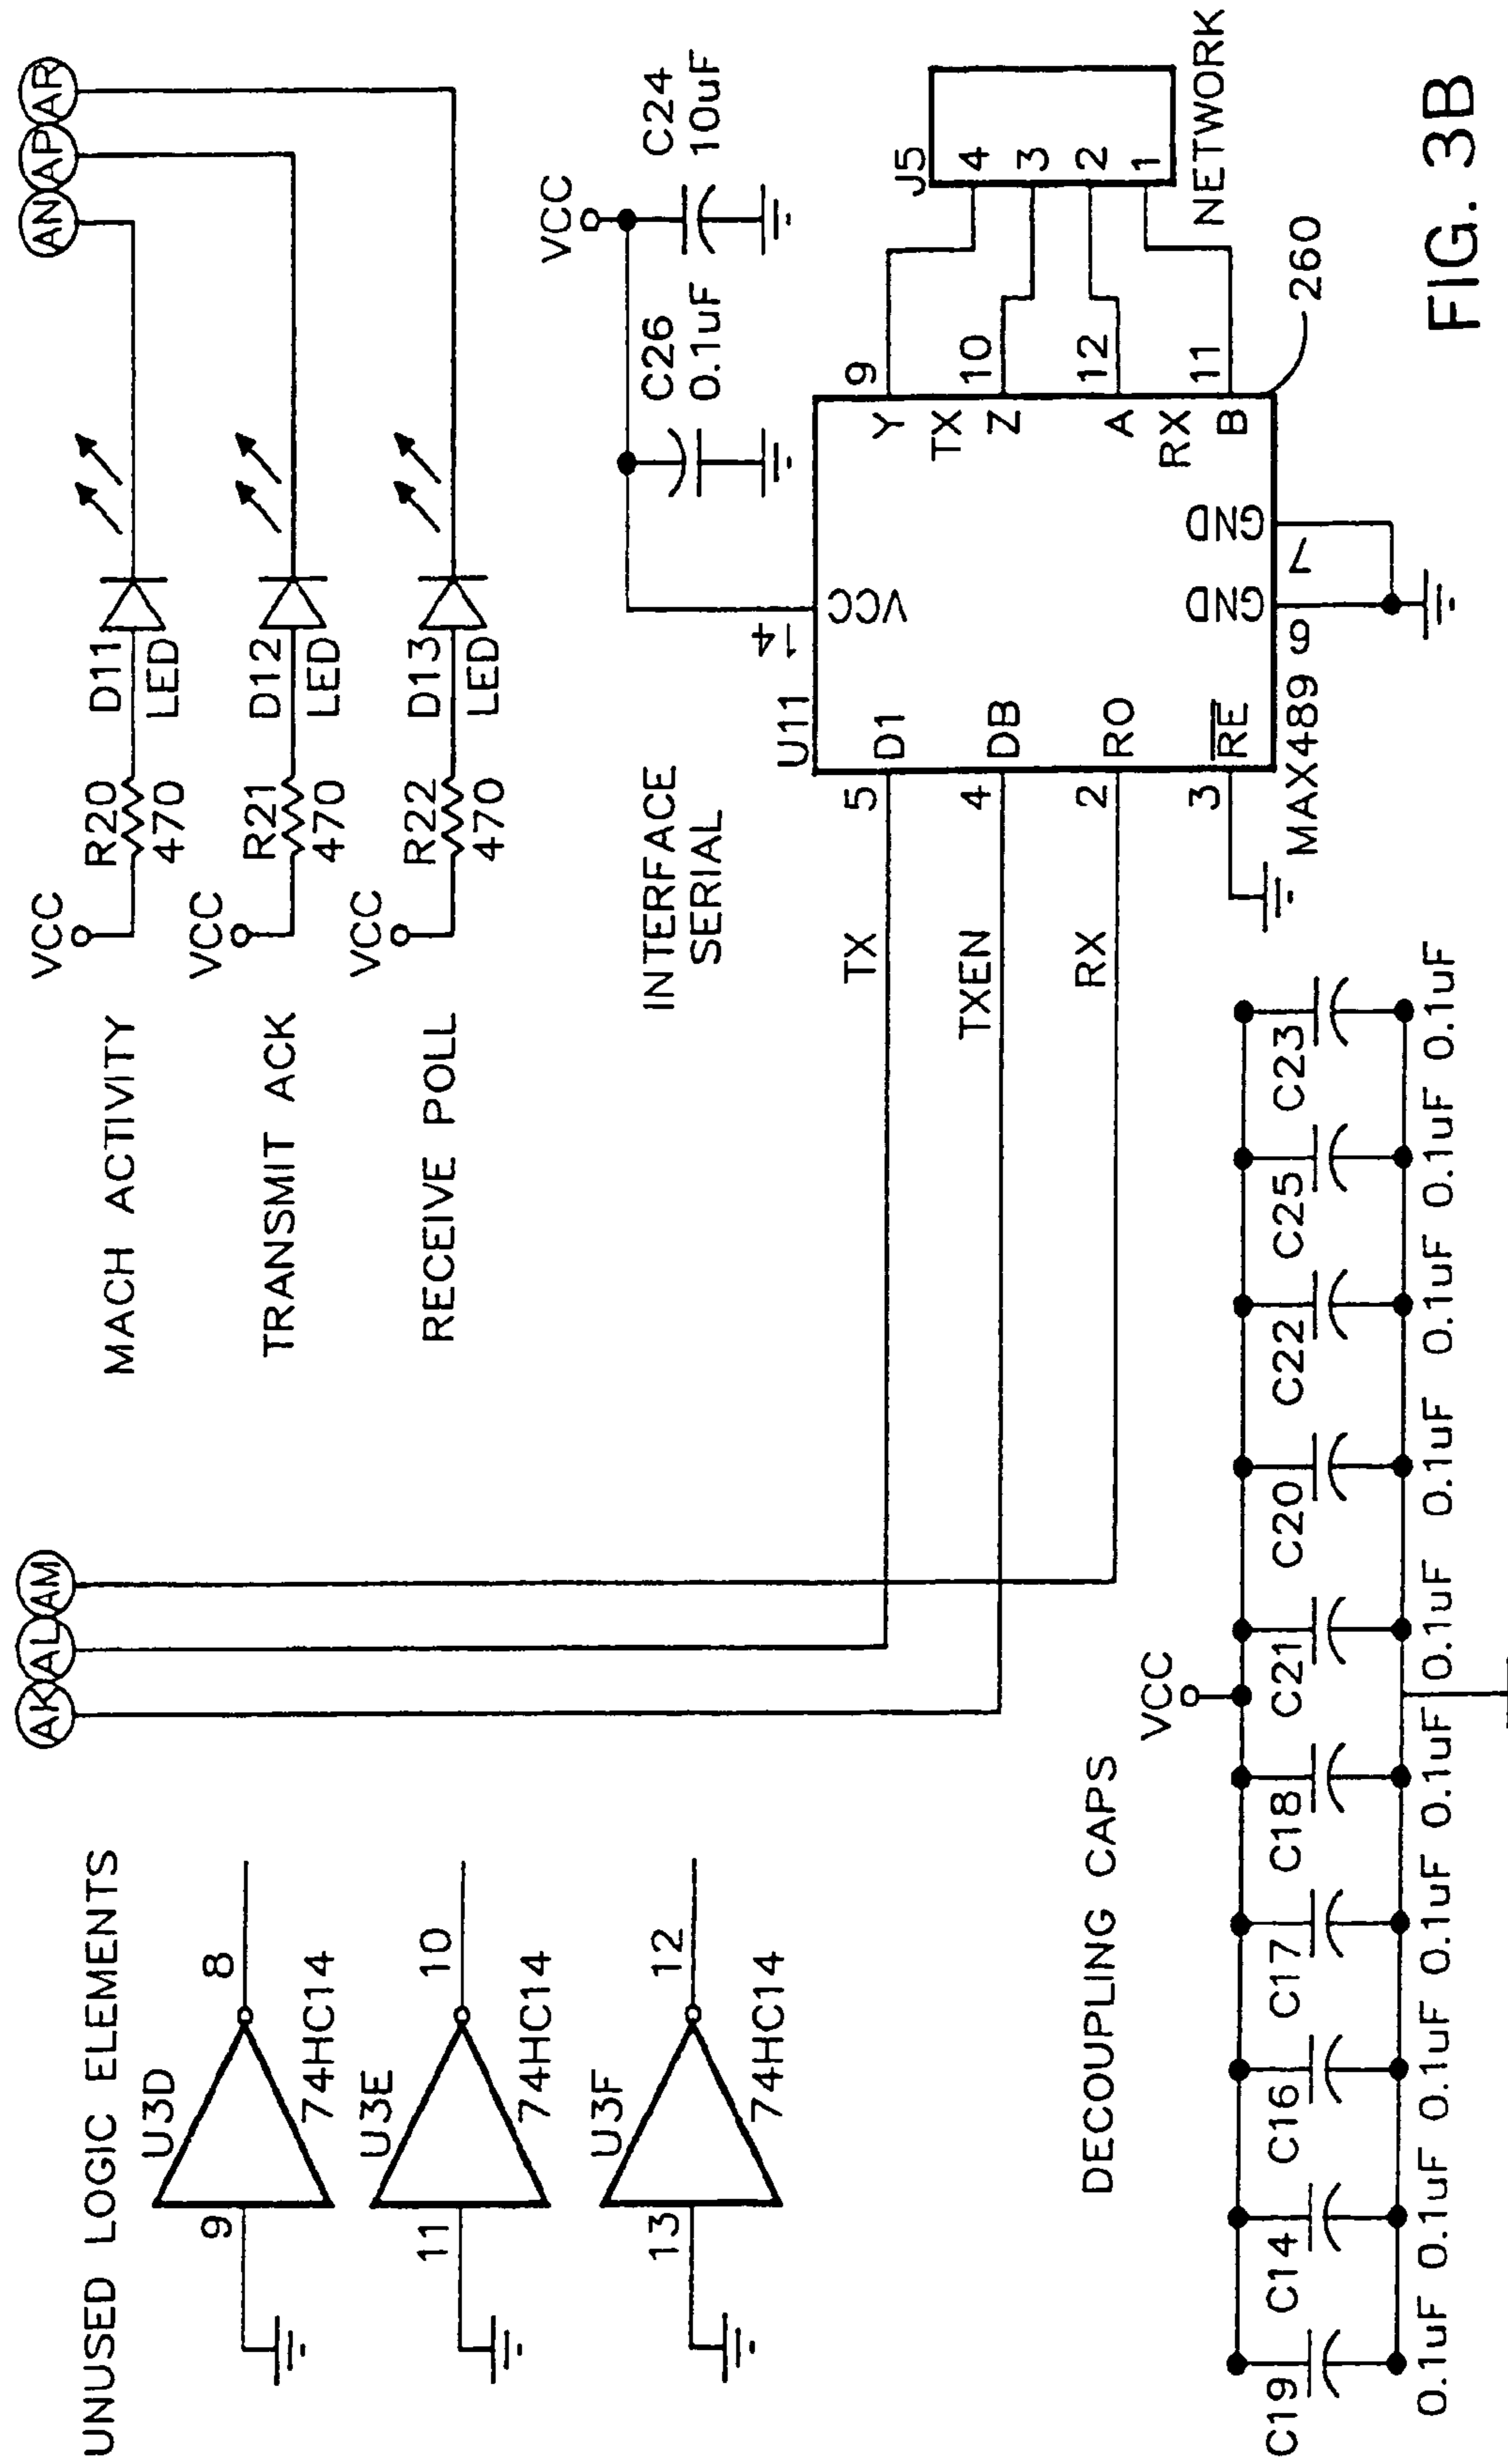 AK AL AM
AN AP AR
UNUSED LOGIC ELEMENTS
U3D
9
8
74HC14
U3E
11
10
74HC14
U3F
13
12
74HC14
MACH ACTIVITY
VCC
R20
470
D11
LED
TRANSMIT ACK
VCC
R21
470
D12
LED
RECEIVE POLL
VCC
R22
470
D13
LED
INTERFACE
SERIAL
VCC
C26
0.1uF
C24
10uF
TX
TXEN
RX
U11
14
VCC
5
D1
4
DB
2
RO
3
RE
MAX489
6
GND
7
GND
Y
9
TX
Z
10
A
12
RX
B
11
260
J5
4
3
2
1
NETWORK
DECOUPLING CAPS
VCC
C19 C14 C16 C17 C18 C21 C20 C22 C25 C23
0.1uF 0.1uF 0.1uF 0.1uF 0.1uF 0.1uF 0.1uF 0.1uF 0.1uF 0.1uF
FIG. 3B